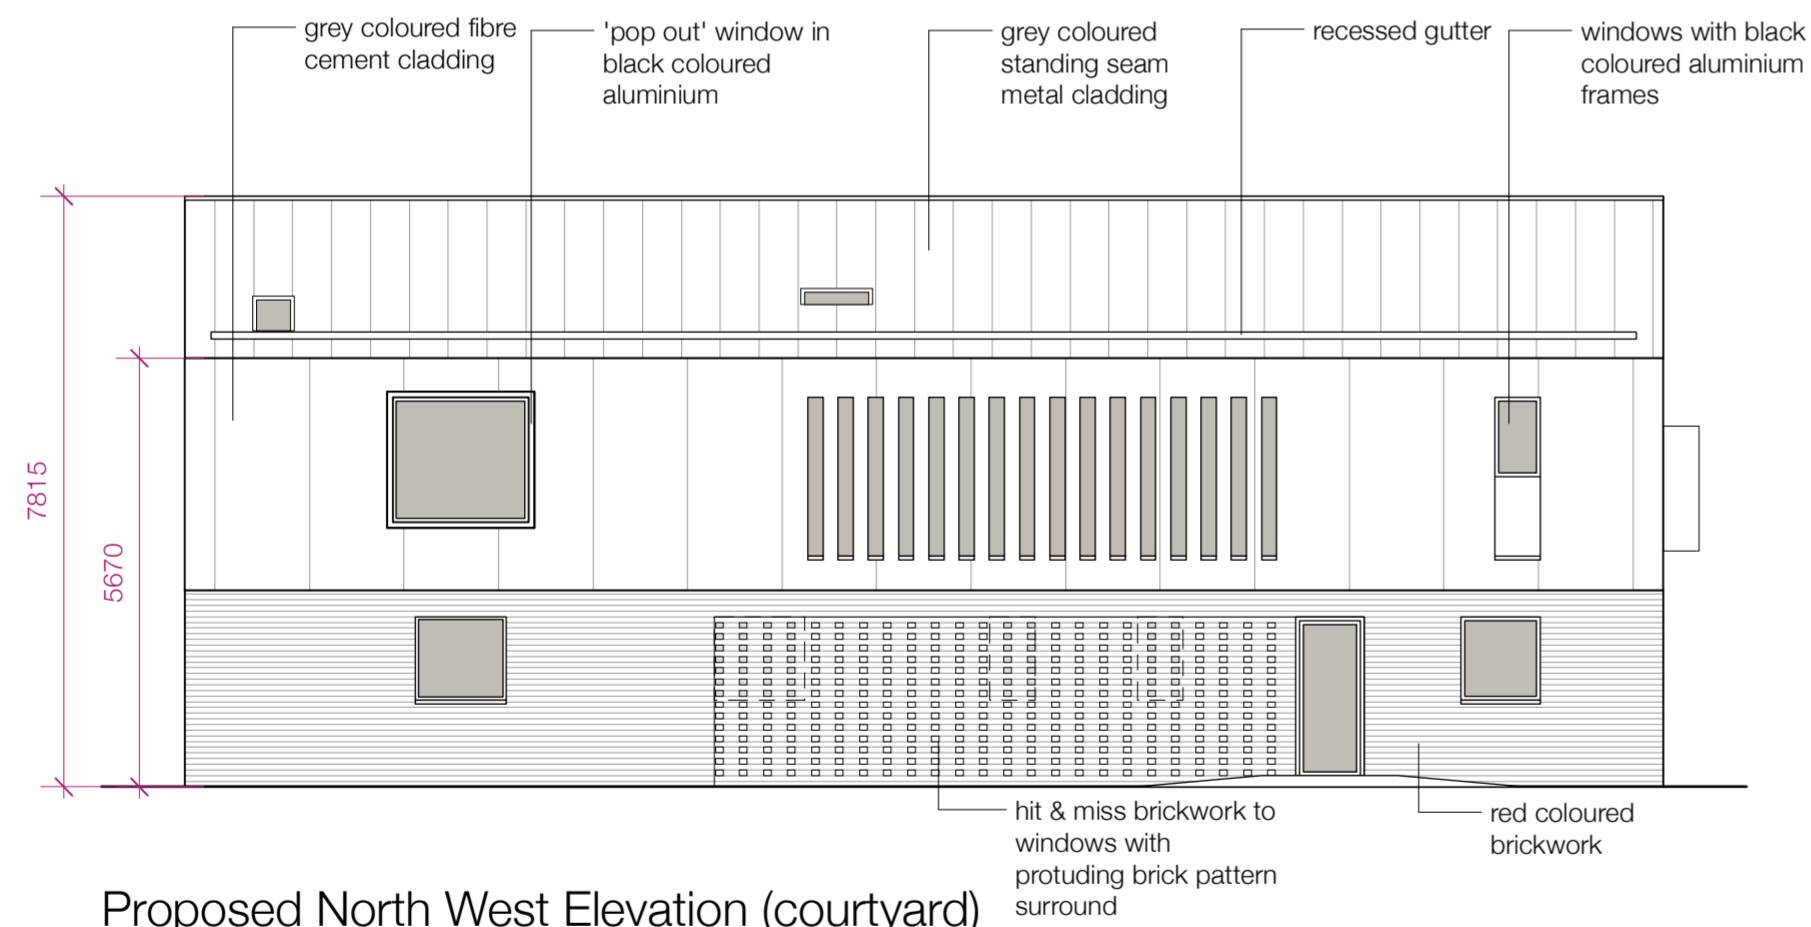 grey coloured fibre
cement cladding
'pop out' window in
black coloured
aluminium
grey coloured
standing seam
metal cladding
recessed gutter
windows with black
coloured aluminium
frames
7815
5670
hit & miss brickwork to
windows with
protuding brick pattern
surround
red coloured
brickwork
Proposed North West Elevation (courtyard)